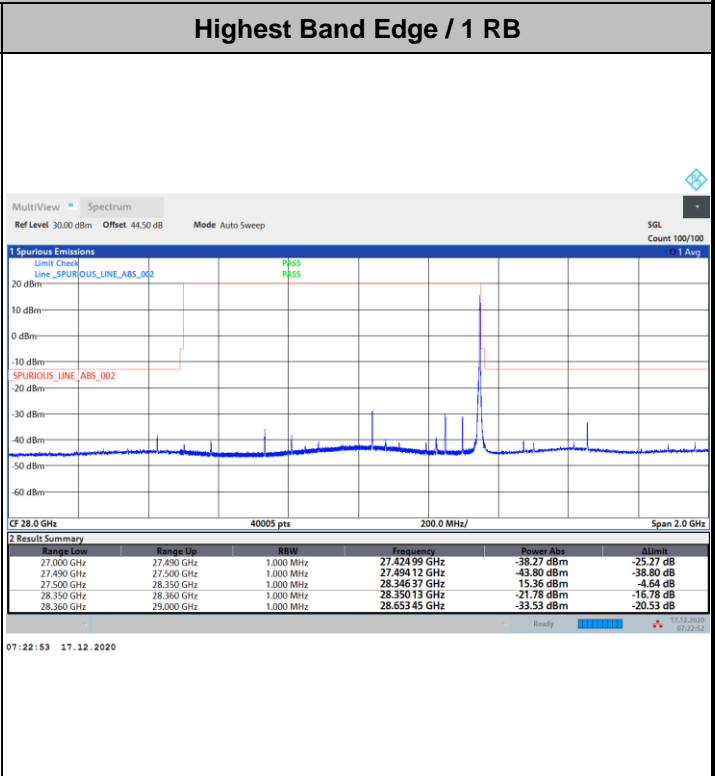 Highest Band Edge / 1 RB
MultiView Spectrum
Ref Level 30.00 dBm Offset 44.50 dB Mode Auto Sweep SGL
Count 100/100
1 Spurious Emissions 1 Avg
Limit Check PASS
Line _SPURIOUS_LINE_ABS_002 PASS
20 dBm
10 dBm
0 dBm
-10 dBm
_SPURIOUS_LINE_ABS_002
-20 dBm
-30 dBm
-40 dBm
-50 dBm
-60 dBm
CF 28.0 GHz 40005 pts 200.0 MHz/ Span 2.0 GHz
2 Result Summary
Range Low Range Up RBW Frequency Power Abs ΔLimit
27.000 GHz 27.490 GHz 1.000 MHz 27.424 99 GHz -38.27 dBm -25.27 dB
27.490 GHz 27.500 GHz 1.000 MHz 27.494 12 GHz -43.80 dBm -38.80 dB
27.500 GHz 28.350 GHz 1.000 MHz 28.346 37 GHz 15.36 dBm -4.64 dB
28.350 GHz 28.360 GHz 1.000 MHz 28.350 13 GHz -21.78 dBm -16.78 dB
28.360 GHz 29.000 GHz 1.000 MHz 28.653 45 GHz -33.53 dBm -20.53 dB
Ready 17.12.2020
07:22:52
07:22:53 17.12.2020